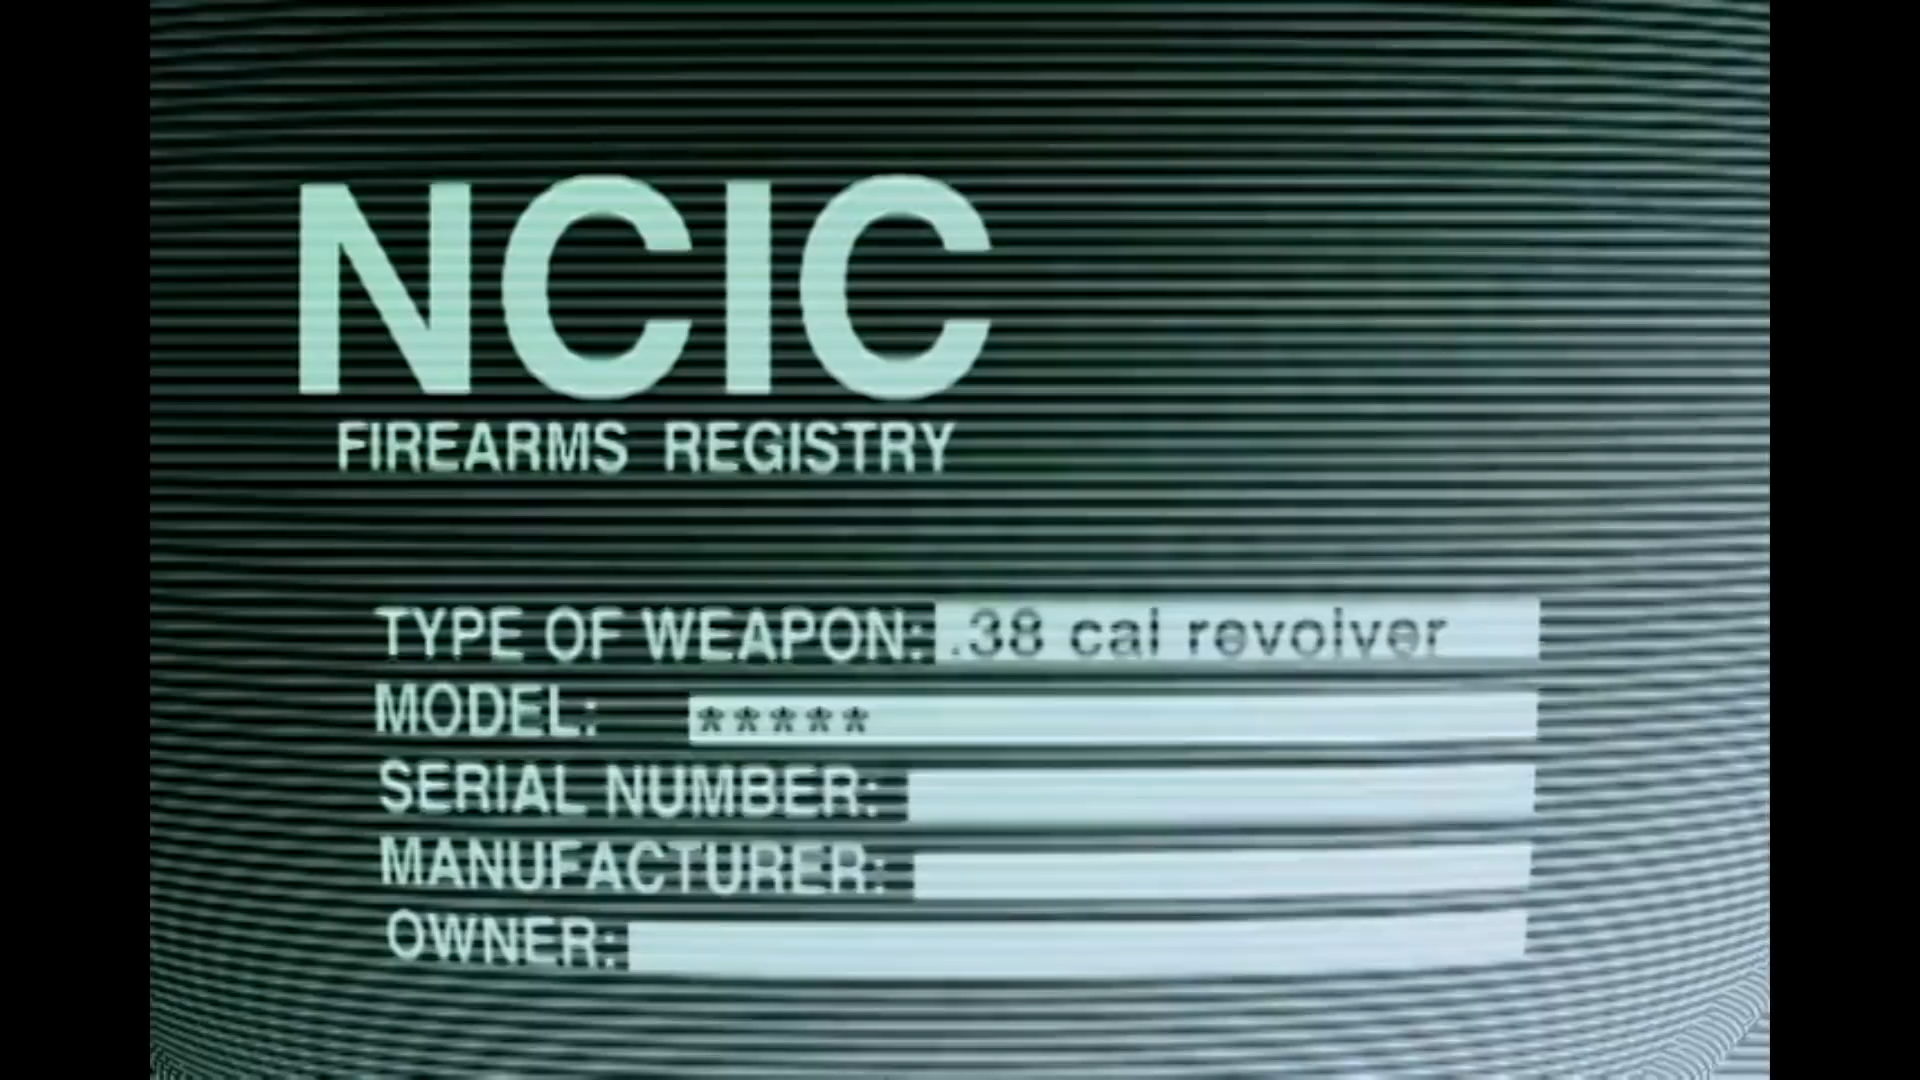 NCIC
FIREARMS REGISTRY
TYPE OF WEAPON: .38 cal revolver
MODEL: *****
SERIAL NUMBER:
MANUFACTURER:
OWNER: